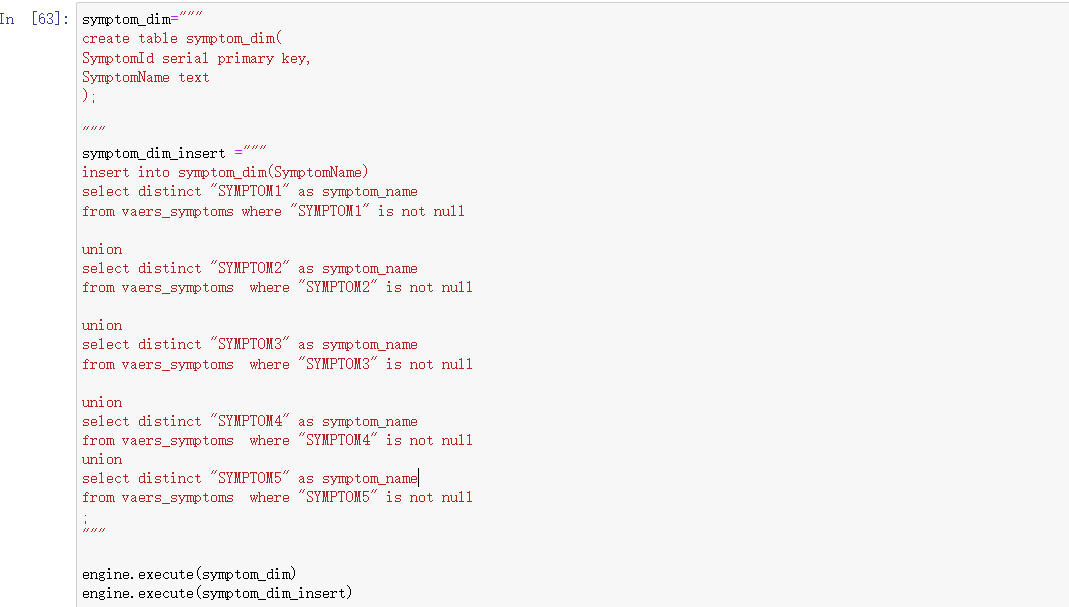 In [63]: symptom_dim="""
create table symptom_dim(
SymptomId serial primary key,
SymptomName text
);
"""
symptom_dim_insert ="""
insert into symptom_dim(SymptomName)
select distinct "SYMPTOM1" as symptom_name
from vaers_symptoms where "SYMPTOM1" is not null
union
select distinct "SYMPTOM2" as symptom_name
from vaers_symptoms  where "SYMPTOM2" is not null
union
select distinct "SYMPTOM3" as symptom_name
from vaers_symptoms  where "SYMPTOM3" is not null
union
select distinct "SYMPTOM4" as symptom_name
from vaers_symptoms  where "SYMPTOM4" is not null
union
select distinct "SYMPTOM5" as symptom_name
from vaers_symptoms  where "SYMPTOM5" is not null
;
"""
engine.execute(symptom_dim)
engine.execute(symptom_dim_insert)